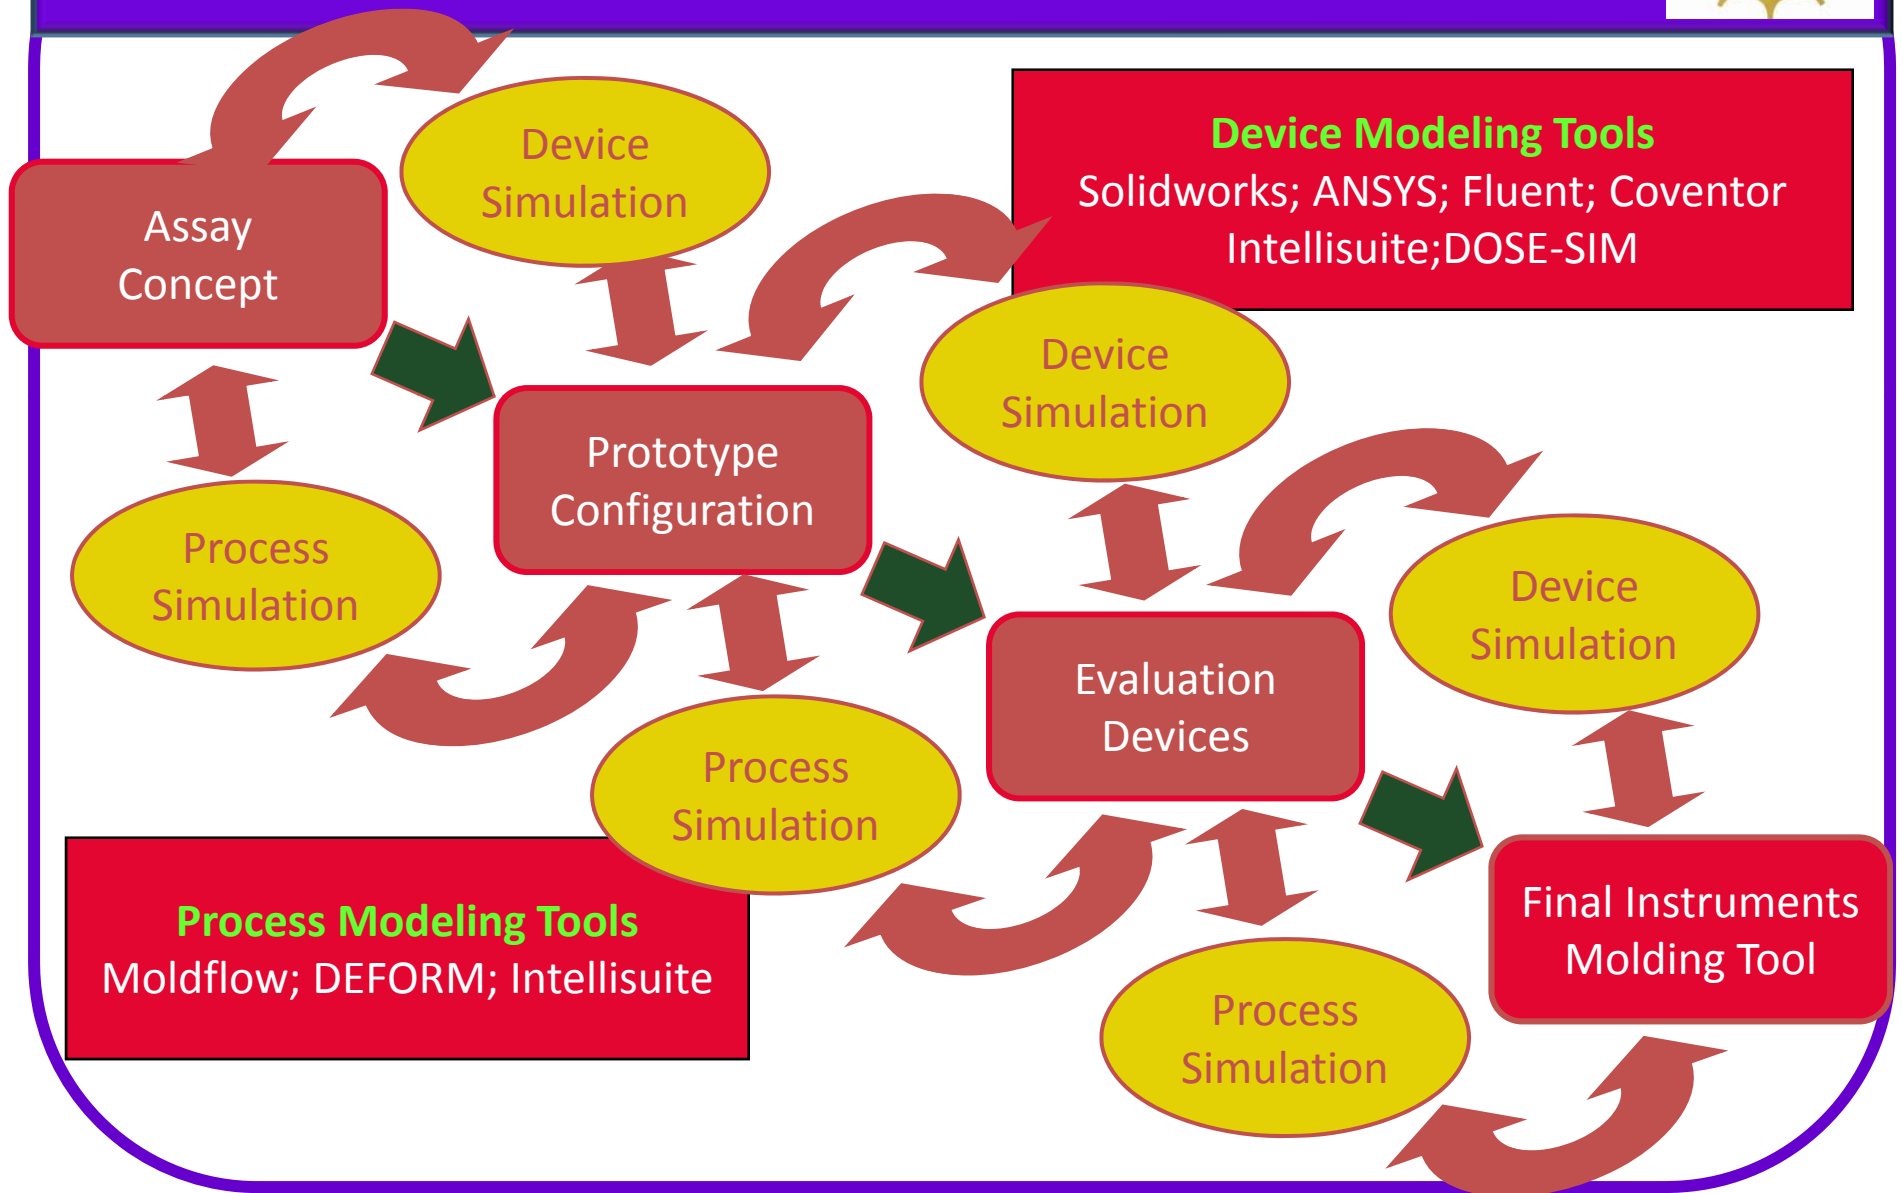 Device
Simulation
Assay
Concept
Device Modeling Tools
Solidworks; ANSYS; Fluent; Coventor
Intellisuite;DOSE-SIM
Device
Simulation
Prototype
Configuration
Process
Simulation
Device
Simulation
Evaluation
Devices
Process
Simulation
Process Modeling Tools
Moldflow; DEFORM; Intellisuite
Final Instruments
Molding Tool
Process
Simulation